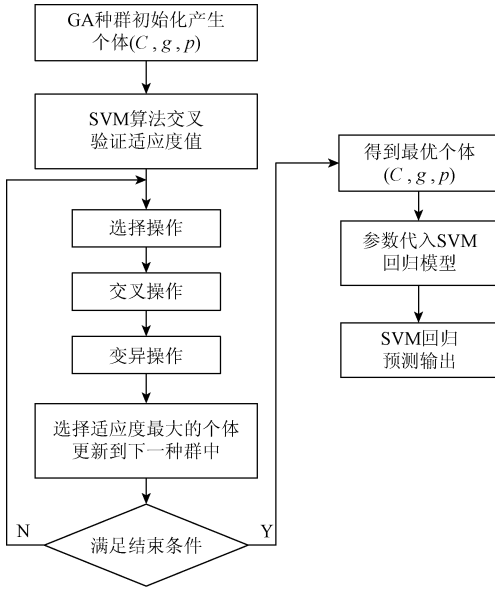 GA种群初始化产生
个体(C , g , p)
SVM算法交叉
验证适应度值
选择操作
交叉操作
变异操作
选择适应度最大的个体
更新到下一种群中
满足结束条件
N
Y
得到最优个体
(C , g , p)
参数代入SVM
回归模型
SVM回归
预测输出